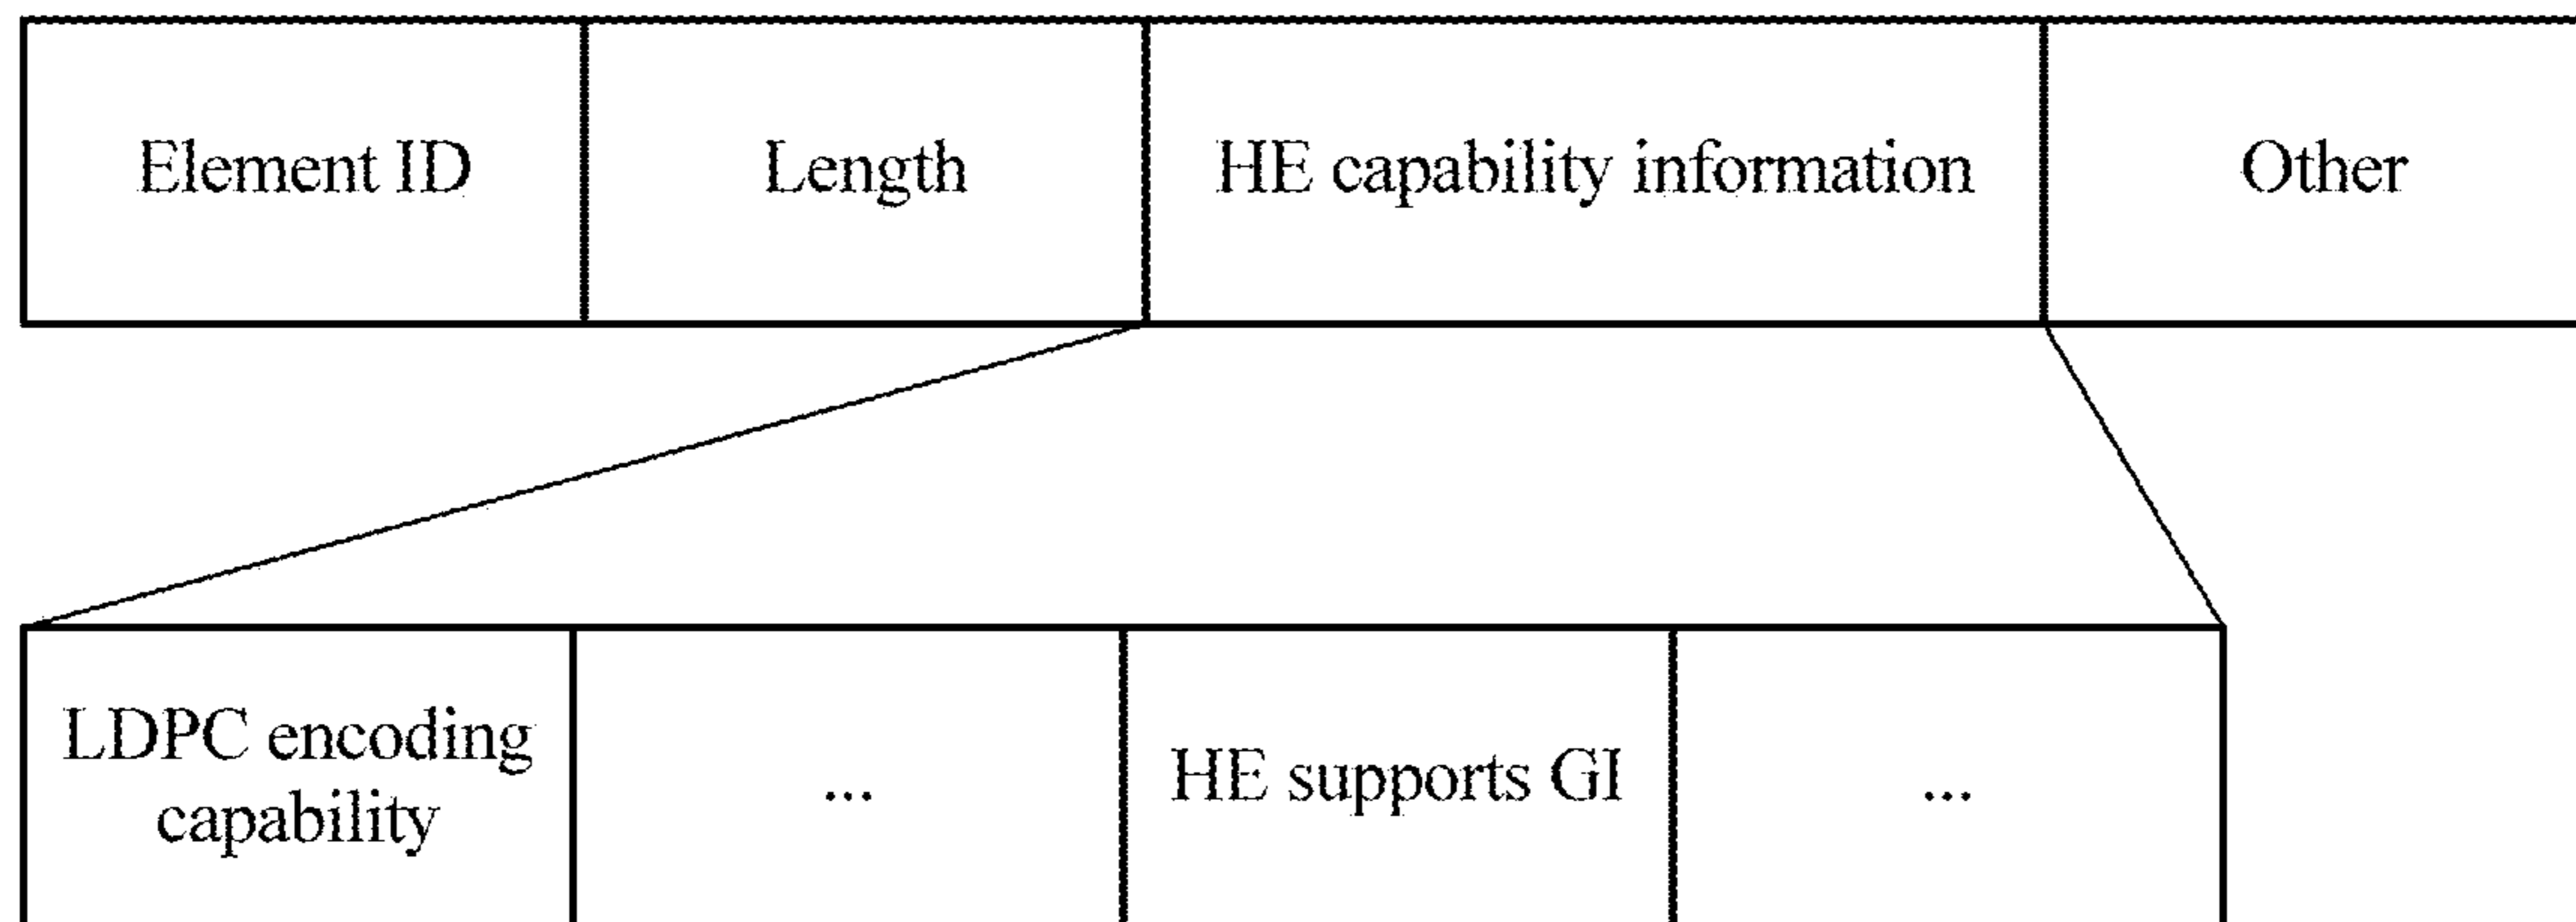 Element ID
Length
HE capability information
Other
LDPC encoding
capability
...
HE supports GI
...